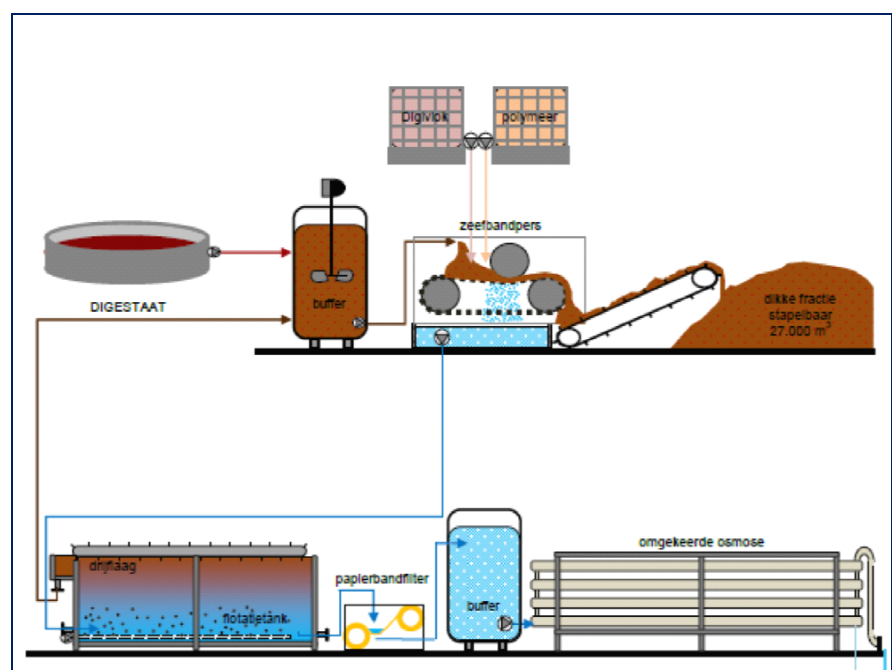 Digivlok
polymeer
zeefbandpers
DIGESTAAT
buffer
dikke fractie
stapelbaar
27.000 m³
drijflaag
flotatietank
papierbandfilter
buffer
omgekeerde osmose